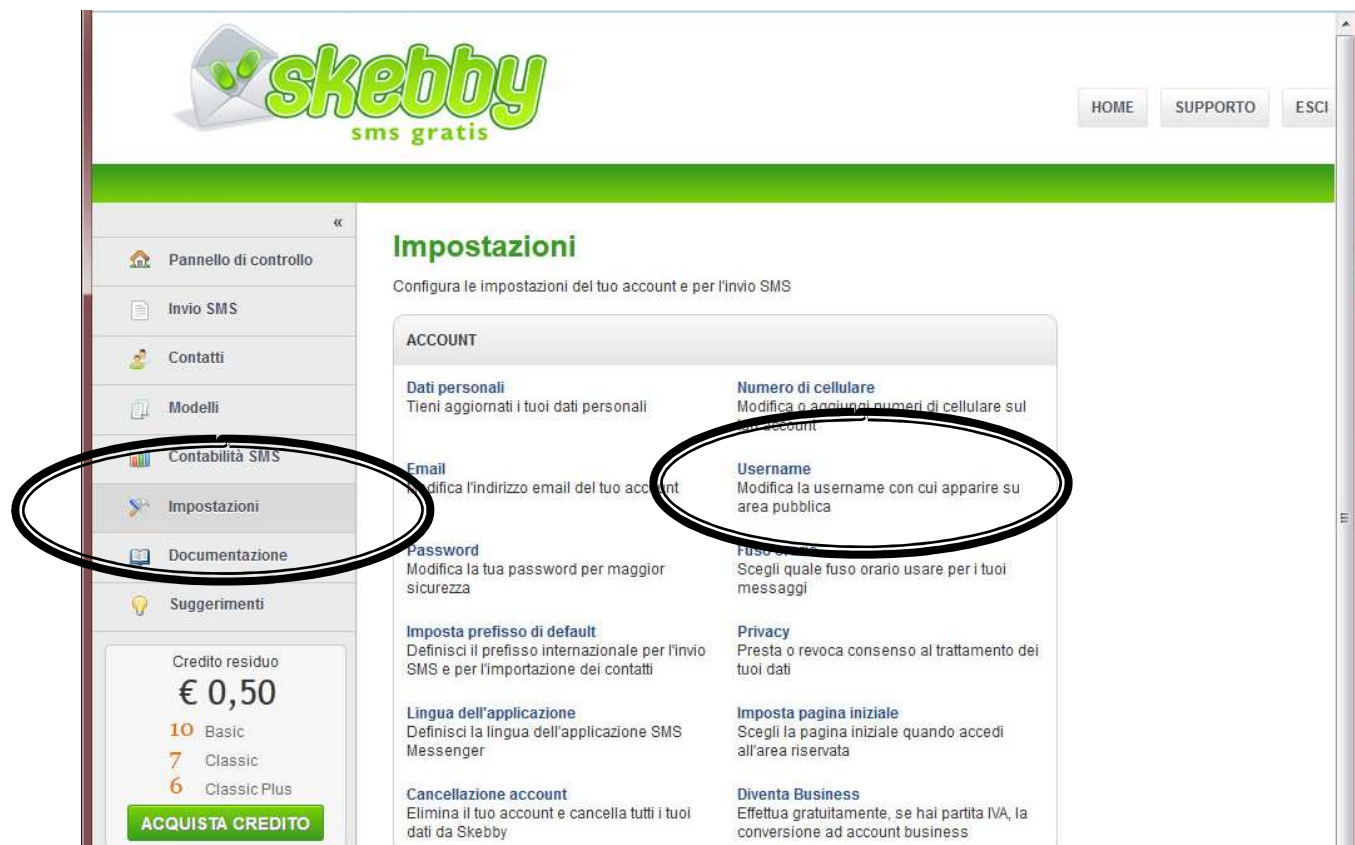 skebby
sms gratis
HOME SUPPORTO ESCI
«
Pannello di controllo
Invio SMS
Contatti
Modelli
Contabilità SMS
Impostazioni
Documentazione
Suggerimenti
Credito residuo
€ 0,50
10 Basic
7 Classic
6 Classic Plus
ACQUISTA CREDITO
Impostazioni
Configura le impostazioni del tuo account e per l'invio SMS
ACCOUNT
Dati personali
Tieni aggiornati i tuoi dati personali
Numero di cellulare
Modifica o aggiungi numeri di cellulare sul
tuo account
Email
Modifica l'indirizzo email del tuo account
Username
Modifica la username con cui apparire su
area pubblica
Password
Modifica la tua password per maggior
sicurezza
Fuso orario
Scegli quale fuso orario usare per i tuoi
messaggi
Imposta prefisso di default
Definisci il prefisso internazionale per l'invio
SMS e per l'importazione dei contatti
Privacy
Presta o revoca consenso al trattamento dei
tuoi dati
Lingua dell'applicazione
Definisci la lingua dell'applicazione SMS
Messenger
Imposta pagina iniziale
Scegli la pagina iniziale quando accedi
all'area riservata
Cancellazione account
Elimina il tuo account e cancella tutti i tuoi
dati da Skebby
Diventa Business
Effettua gratuitamente, se hai partita IVA, la
conversione ad account business